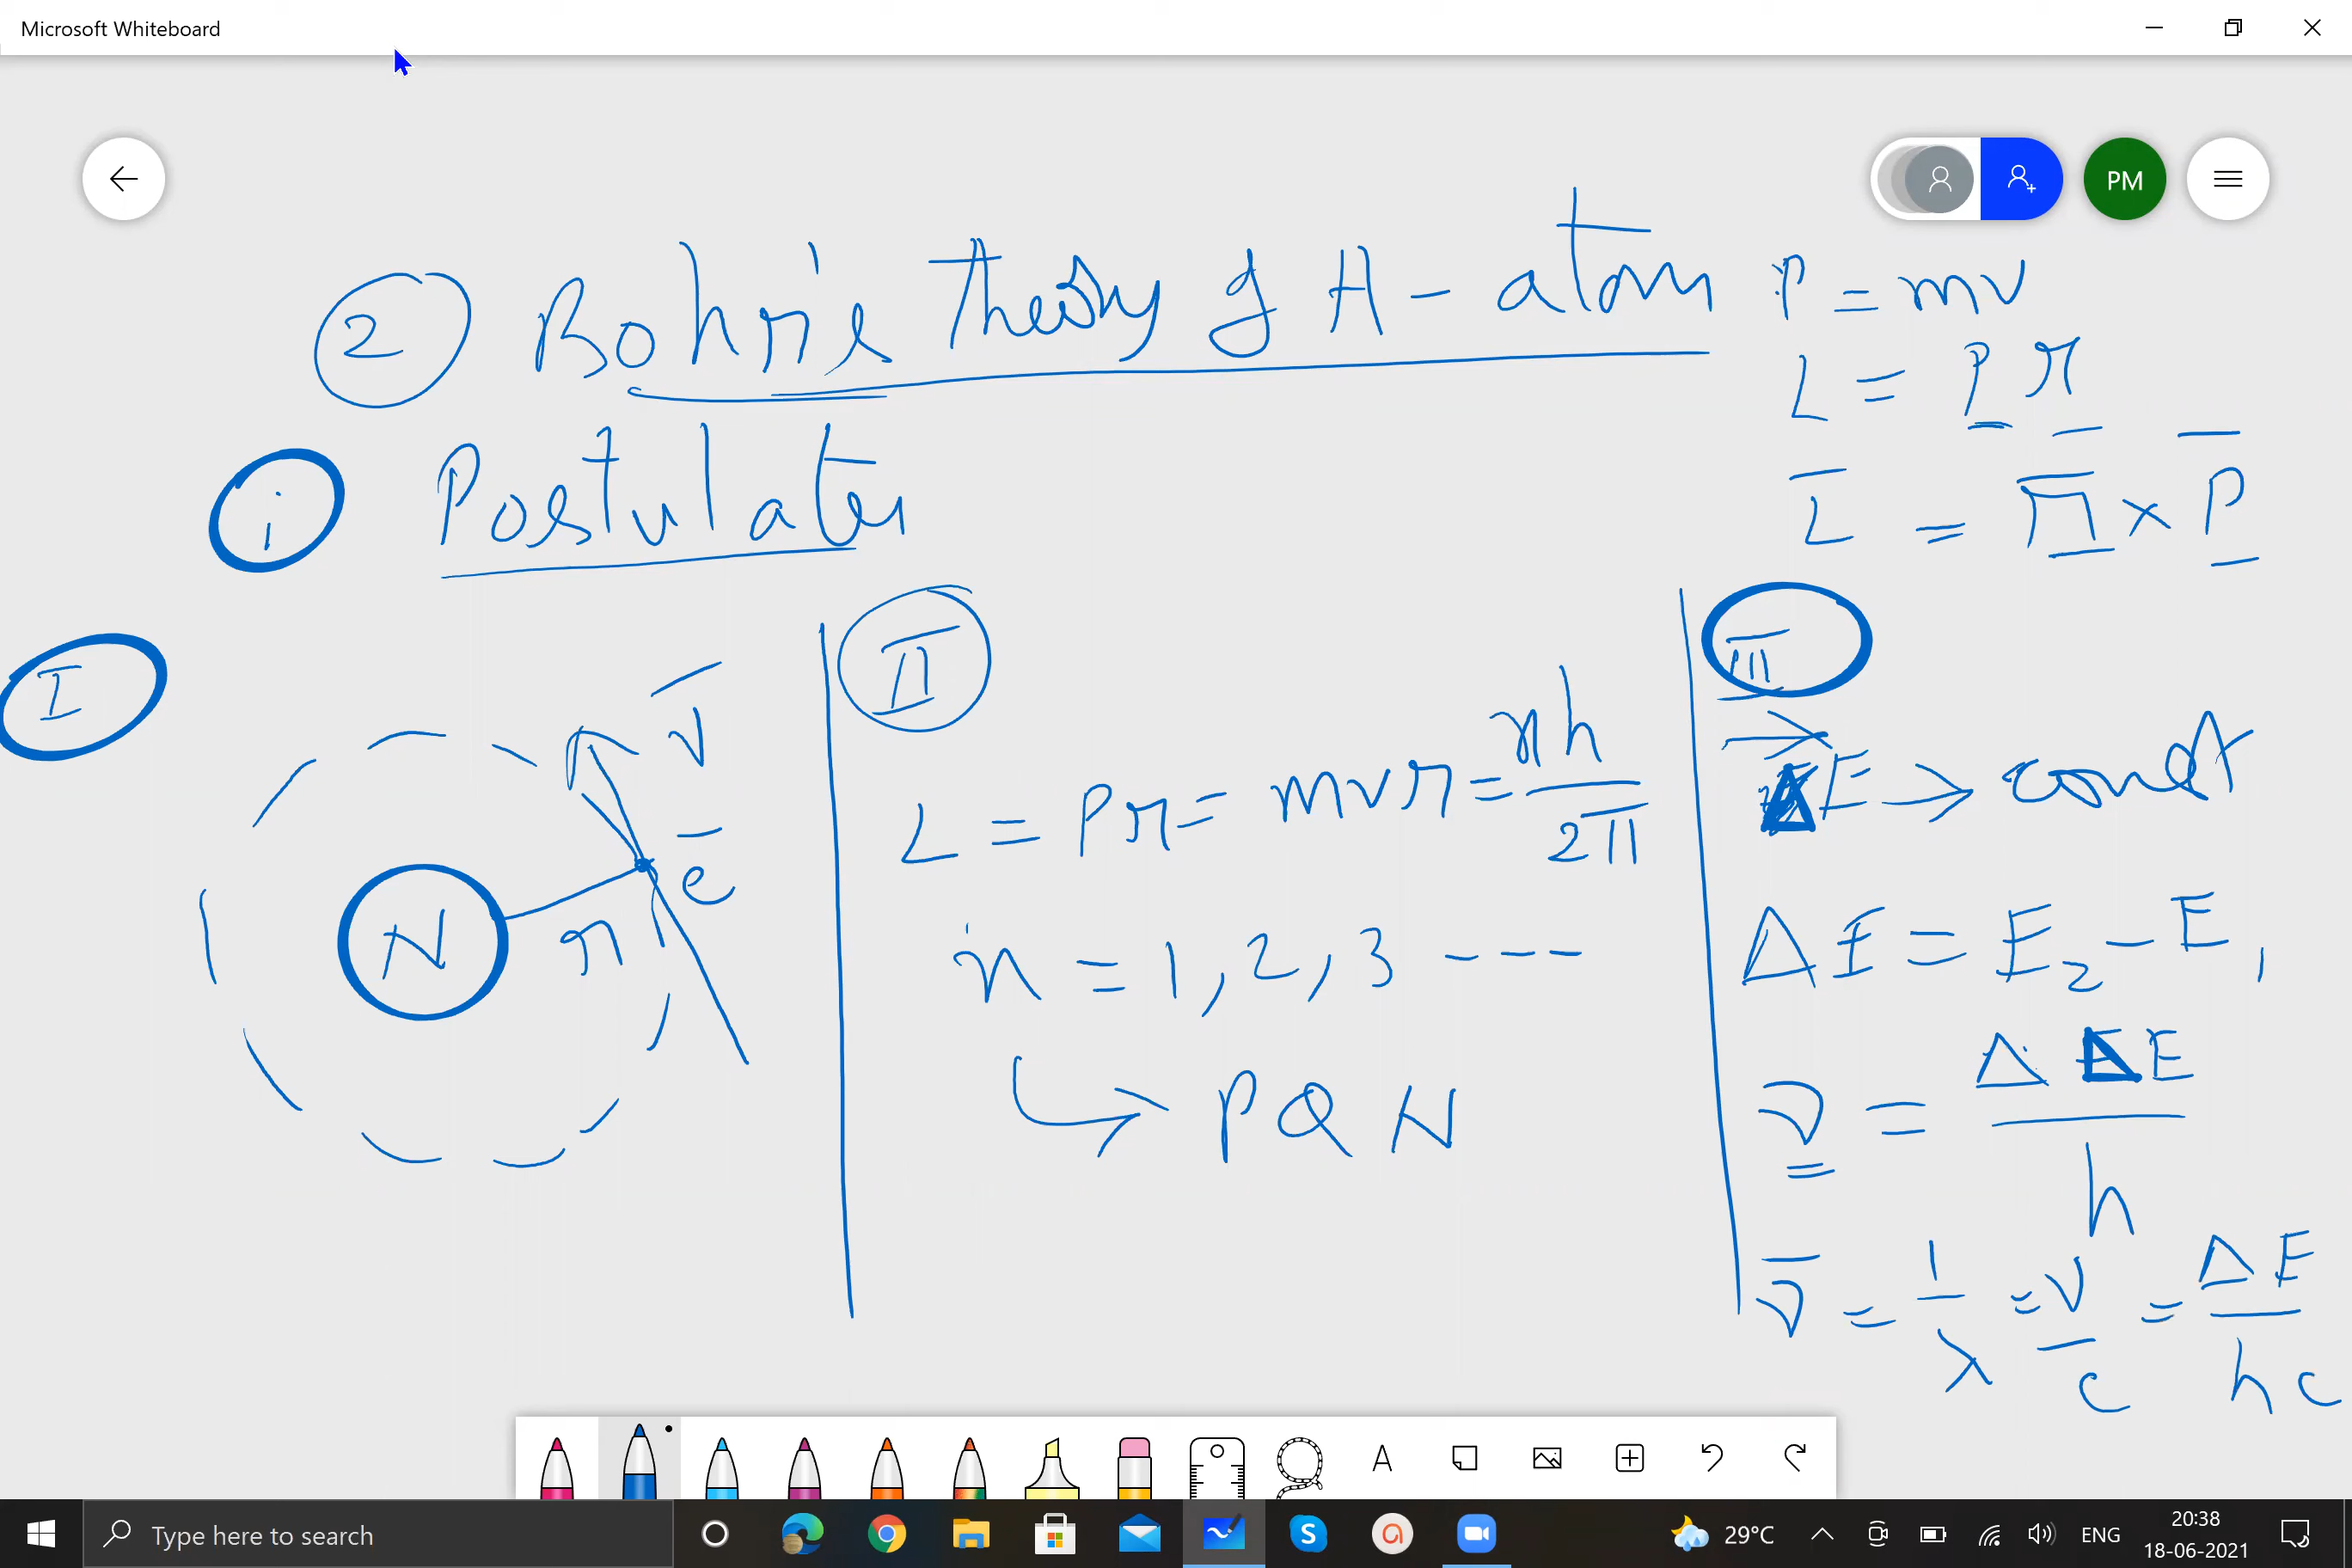 Microsoft Whiteboard
PM
② Bohr's Theory of H-atom
P = mv
L = Pr
L̄ = r̄ × P̄
ⓘ Postulates
I
v̄
ē
N
r
II
L = Pr = mvr = nh/2π
n = 1, 2, 3 ---
↳ PQN
III
E → const
ΔE = E₂ - E₁
ν = ΔE/h
ν̄ = 1/λ = ν/c = ΔE/hc
A
Type here to search
29°C
ENG
20:38
18-06-2021